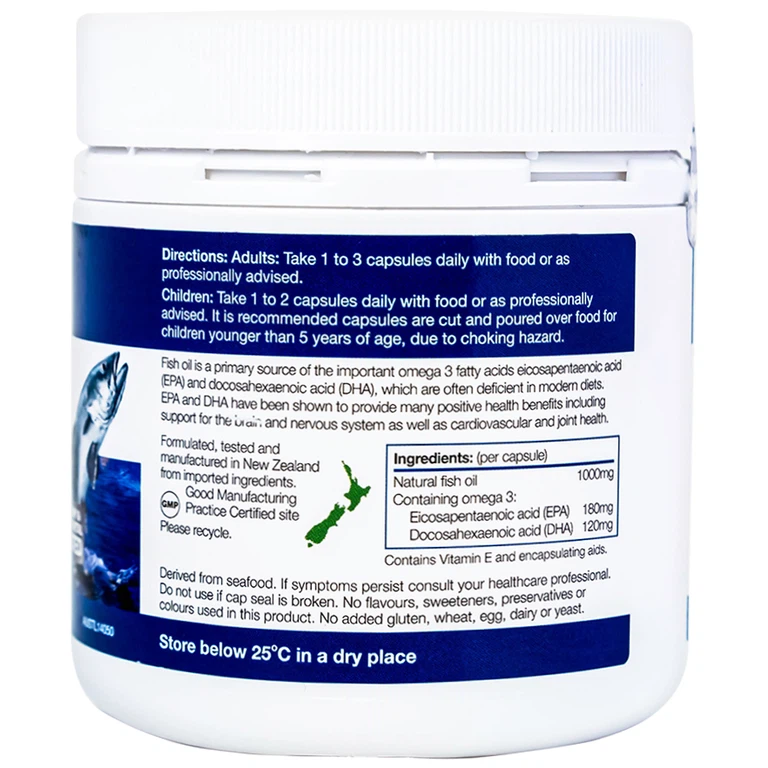 Directions: Adults: Take 1 to 3 capsules daily with food or as
professionally advised.
Children: Take 1 to 2 capsules daily with food or as professionally
advised. It is recommended capsules are cut and poured over food for
children younger than 5 years of age, due to choking hazard.
Fish oil is a primary source of the important omega 3 fatty acids eicosapentaenoic acid
(EPA) and docosahexaenoic acid (DHA), which are often deficient in modern diets.
EPA and DHA have been shown to provide many positive health benefits including
support for the brain, and nervous system as well as cardiovascular and joint health.
Formulated, tested and
manufactured in New Zealand
from imported ingredients.
GMP
Good Manufacturing
Practice Certified site
Please recycle.
Ingredients: (per capsule)
Natural fish oil 1000mg
Containing omega 3:
Eicosapentaenoic acid (EPA) 180mg
Docosahexaenoic acid (DHA) 120mg
Contains Vitamin E and encapsulating aids.
Derived from seafood. If symptoms persist consult your healthcare professional.
Do not use if cap seal is broken. No flavours, sweeteners, preservatives or
colours used in this product. No added gluten, wheat, egg, dairy or yeast.
Store below 25°C in a dry place